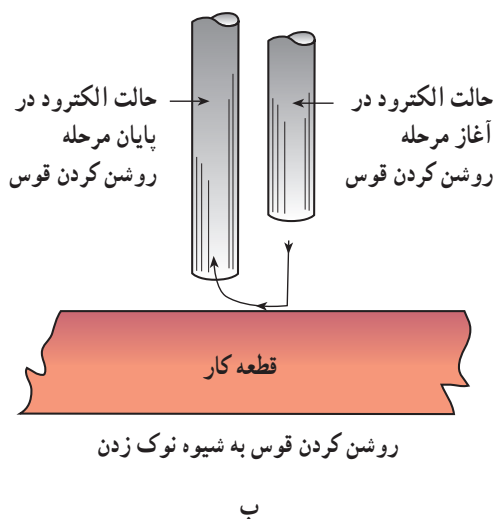 حالت الکترود در
آغاز مرحله
روشن کردن قوس
حالت الکترود در
پایان مرحله
روشن کردن قوس
قطعه کار
روشن کردن قوس به شیوه نوک زدن
ب